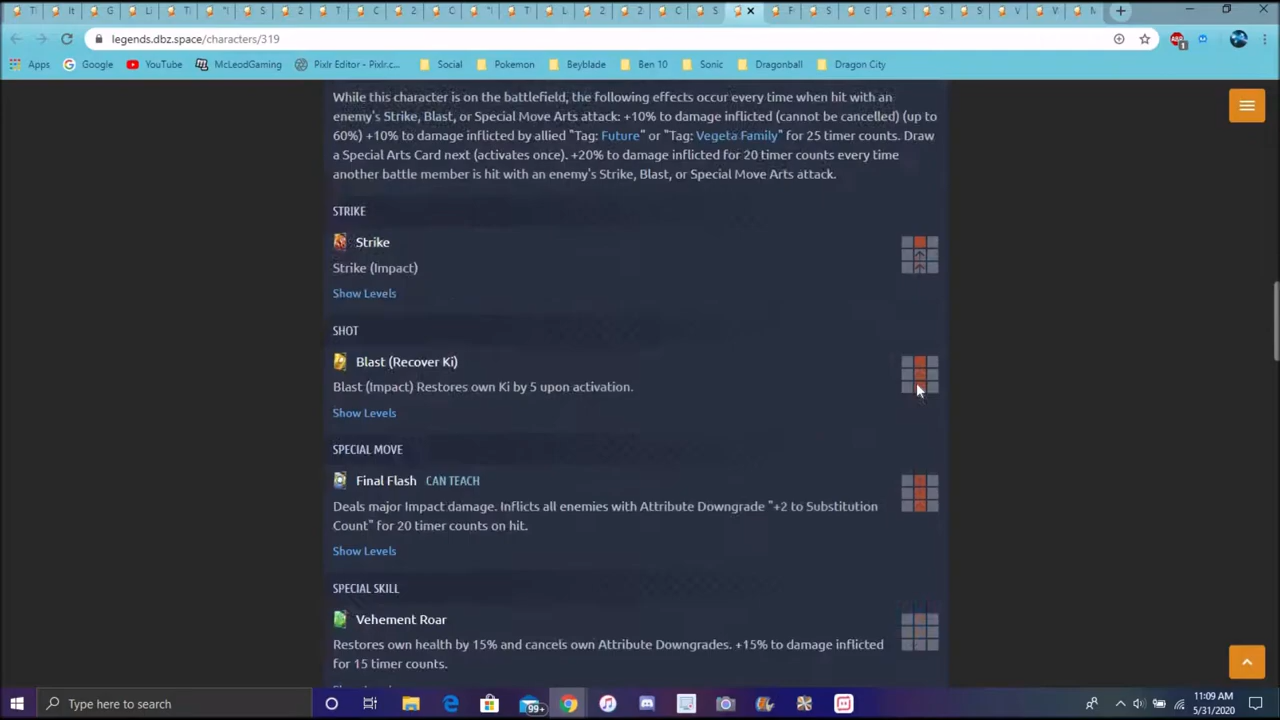 legends.dbz.space/characters/319
Apps Google YouTube McLeodGaming Pixlr Editor - Pixlr.c... Social Pokemon Beyblade Ben 10 Sonic Dragonball Dragon City
While this character is on the battlefield, the following effects occur every time when hit with an
enemy's Strike, Blast, or Special Move Arts attack: +10% to damage inflicted (cannot be cancelled) (up to
60%) +10% to damage inflicted by allied "Tag: Future" or "Tag: Vegeta Family" for 25 timer counts. Draw
a Special Arts Card next (activates once). +20% to damage inflicted for 20 timer counts every time
another battle member is hit with an enemy's Strike, Blast, or Special Move Arts attack.
STRIKE
Strike
Strike (Impact)
Show Levels
SHOT
Blast (Recover Ki)
Blast (Impact) Restores own Ki by 5 upon activation.
Show Levels
SPECIAL MOVE
Final Flash CAN TEACH
Deals major Impact damage. Inflicts all enemies with Attribute Downgrade "+2 to Substitution
Count" for 20 timer counts on hit.
Show Levels
SPECIAL SKILL
Vehement Roar
Restores own health by 15% and cancels own Attribute Downgrades. +15% to damage inflicted
for 15 timer counts.
Type here to search
99+
11:09 AM
5/31/2020